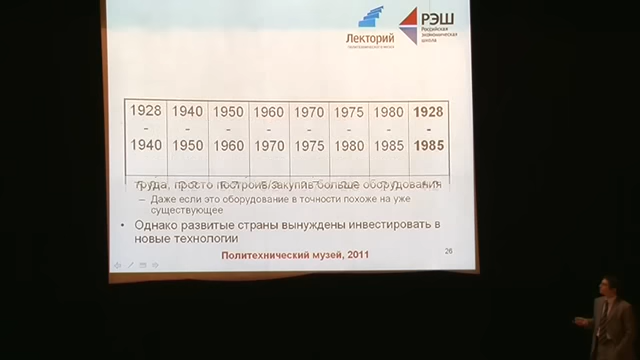 Лекторий
ПОЛИТЕХНИЧЕСКОГО МУЗЕЯ
РЭШ
Российская
экономическая
школа
1928 - 1940
1940 - 1950
1950 - 1960
1960 - 1970
1970 - 1975
1975 - 1980
1980 - 1985
1928 - 1985
труда, просто построив/закупив больше оборудования
– Даже если это оборудование в точности похоже на уже
существующее
• Однако развитые страны вынуждены инвестировать в
новые технологии
Политехнический музей, 2011
26